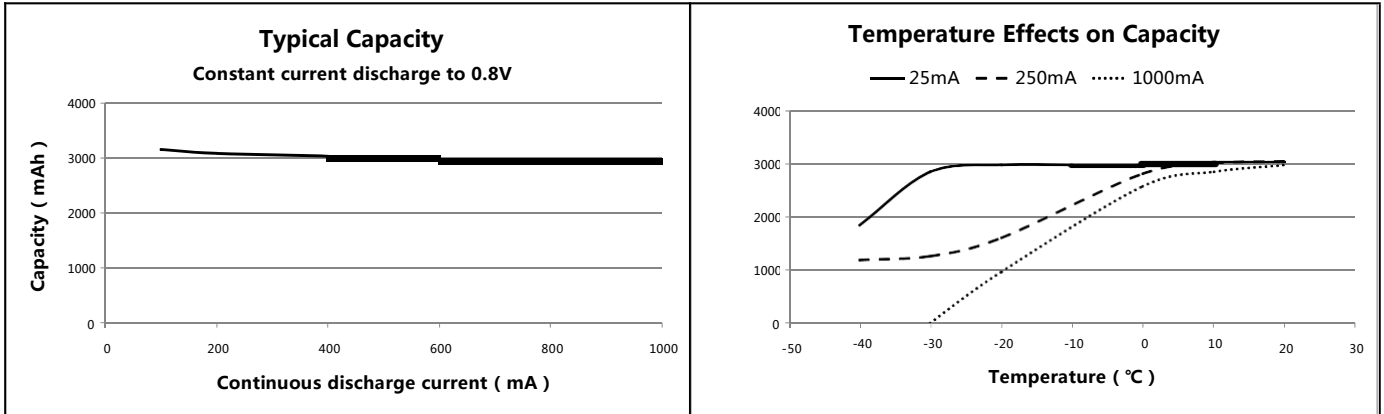 Typical Capacity
Constant current discharge to 0.8V
Capacity ( mAh )
4000
3000
2000
1000
0
0 200 400 600 800 1000
Continuous discharge current ( mA )
Temperature Effects on Capacity
25mA 250mA 1000mA
4000
3000
2000
1000
0
-50 -40 -30 -20 -10 0 10 20 30
Temperature ( ℃ )